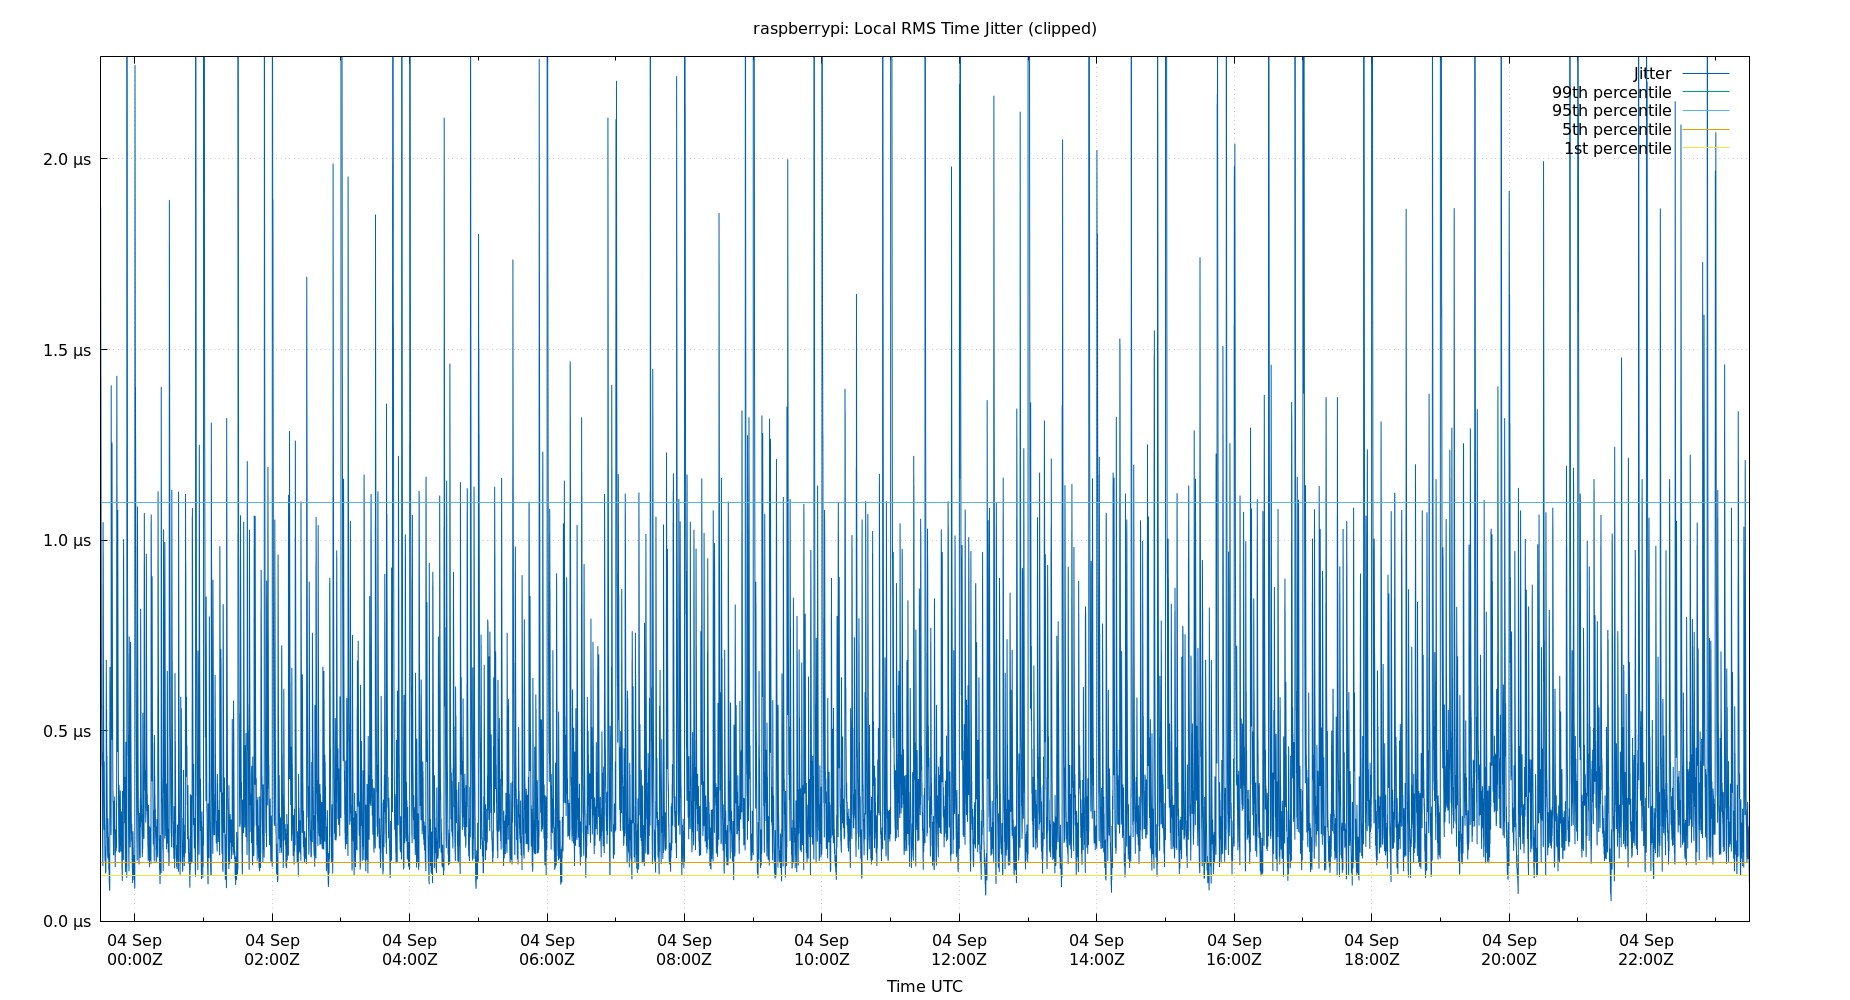 raspberrypi: Local RMS Time Jitter (clipped)
Jitter
99th percentile
95th percentile
5th percentile
1st percentile
2.0 μs
1.5 μs
1.0 μs
0.5 μs
0.0 μs
04 Sep 04 Sep 04 Sep 04 Sep 04 Sep 04 Sep 04 Sep 04 Sep 04 Sep 04 Sep 04 Sep 04 Sep
00:00Z 02:00Z 04:00Z 06:00Z 08:00Z 10:00Z 12:00Z 14:00Z 16:00Z 18:00Z 20:00Z 22:00Z
Time UTC